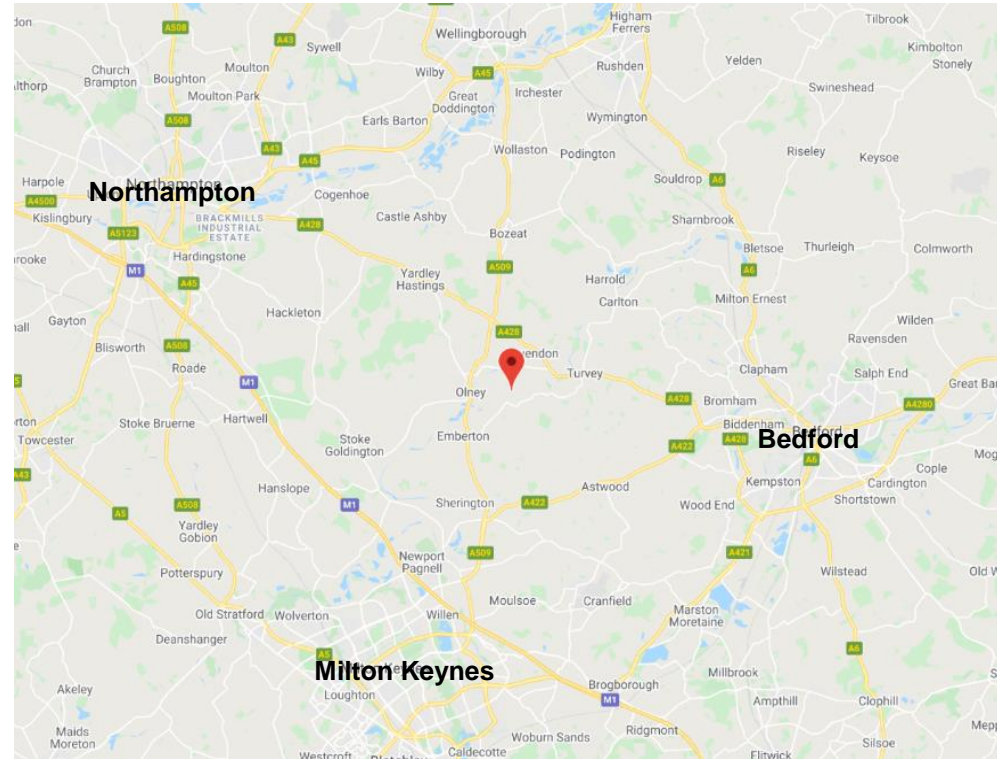 don
A508
A43
Sywell
Wellingborough
Higham
Ferrers
Tilbrook
Church
Brampton
Boughton
Moulton
Wilby
A45
Rushden
Yelden
Kimbolton
Stonely
lthorp
Moulton Park
Great
Doddington
Irchester
Swineshead
A508
Earls Barton
Wymington
A43
A45
Wollaston
Podington
Riseley
Keysoe
Harpole
Northampton
Northampton
Cogenhoe
Souldrop
A6
A4500
Kislingbury
BRACKMILLS
INDUSTRIAL
ESTATE
A428
Castle Ashby
Sharnbrook
A5123
Bozeat
Bletsoe
Thurleigh
Colmworth
rooke
Hardingstone
M1
A45
Yardley
Hastings
A509
Harrold
A6
Carlton
Milton Ernest
Hackleton
Gayton
Wilden
A428
Ravensden
Blisworth
A508
vendon
Roade
Turvey
Clapham
Salph End
M1
Olney
A428
Bromham
Great Bar
A4280
Stoke Bruerne
Hartwell
Biddenham
Bedford
Bedford
rton
Towcester
Stoke
Goldington
Emberton
A422
A428
A6
Mog
A43
Kempston
Cople
Cardington
Hanslope
Astwood
Shortstown
A5
A508
M1
Sherington
A422
Wood End
Yardley
Gobion
Newport
Pagnell
A509
A421
Potterspury
Wilstead
Old W
Moulsoe
Cranfield
Old Stratford
Wolverton
Willen
Marston
Moretaine
Deanshanger
A5
A6
Milton Keynes
Akeley
Loughton
Brogborough
Millbrook
M1
Ampthill
Clophill
Maids
Moreton
Woburn Sands
Ridgmont
Mepp
Westcroft
Caldecotte
Flitwick
Silsoe